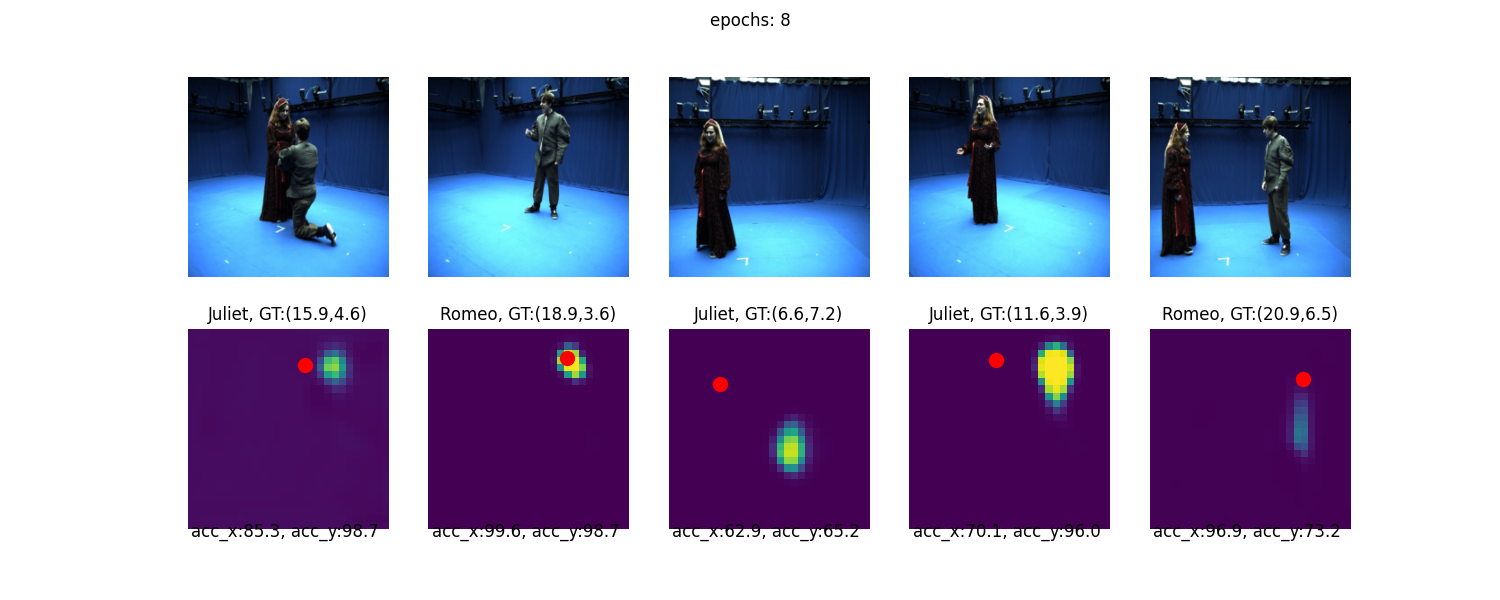 epochs: 8
Juliet, GT:(15.9,4.6)
Romeo, GT:(18.9,3.6)
Juliet, GT:(6.6,7.2)
Juliet, GT:(11.6,3.9)
Romeo, GT:(20.9,6.5)
acc_x:85.3, acc_y:98.7
acc_x:99.6, acc_y:98.7
acc_x:62.9, acc_y:65.2
acc_x:70.1, acc_y:96.0
acc_x:96.9, acc_y:73.2